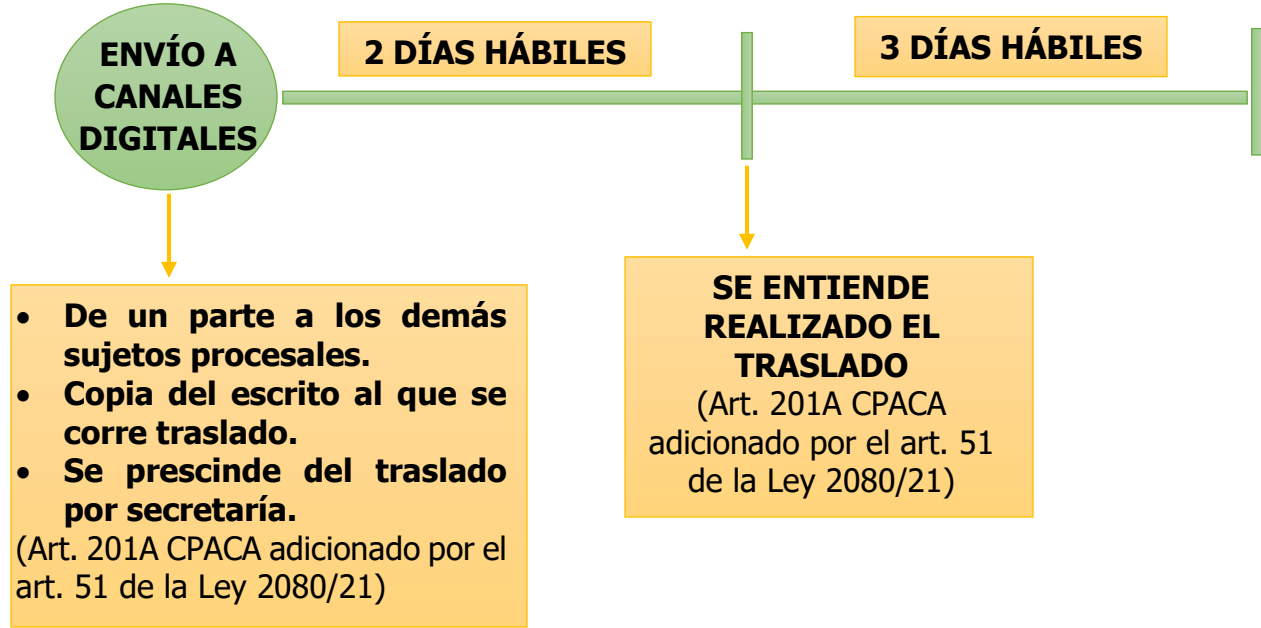 ENVÍO A
CANALES
DIGITALES
2 DÍAS HÁBILES
3 DÍAS HÁBILES
• De un parte a los demás
sujetos procesales.
• Copia del escrito al que se
corre traslado.
• Se prescinde del traslado
por secretaría.
(Art. 201A CPACA adicionado por el
art. 51 de la Ley 2080/21)
SE ENTIENDE
REALIZADO EL
TRASLADO
(Art. 201A CPACA
adicionado por el art. 51
de la Ley 2080/21)